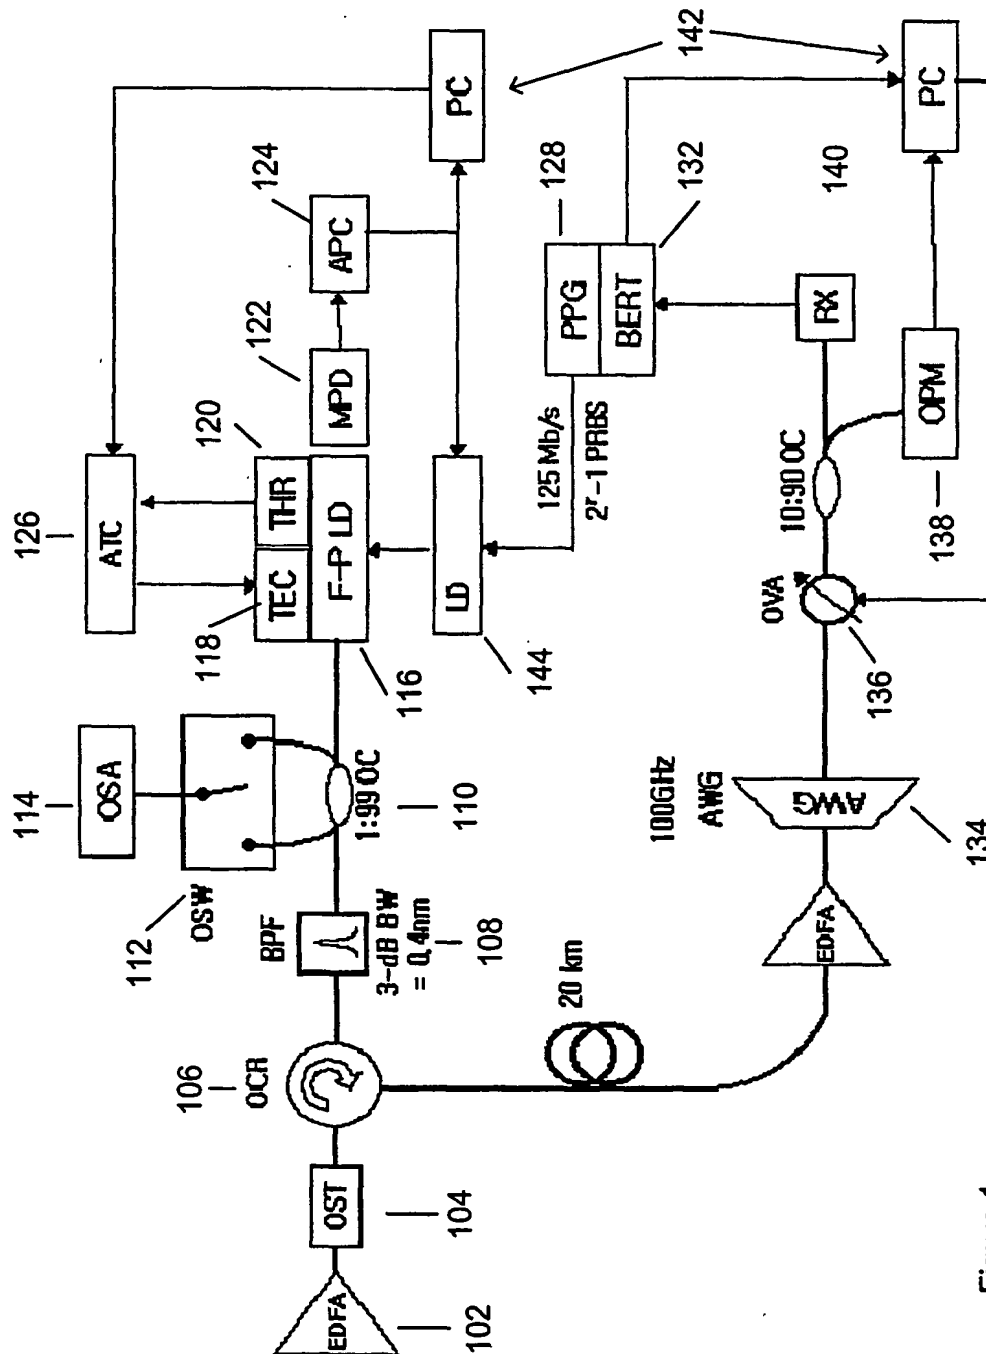 126
ATC
118
TEC
THR
120
F-P LD
116
MPD
122
APC
124
PC
142
LD
144
114
OSA
112
OSW
1:99 OC
110
BPF
3-dB BW
= 0,4nm
108
106
OCR
OST
104
EDFA
102
20 km
125 Mb/s
PPG
128
BERT
132
RX
140
PC
OPM
138
10:90 OC
OVA
136
100GHz
AWG
AWG
134
EDFA